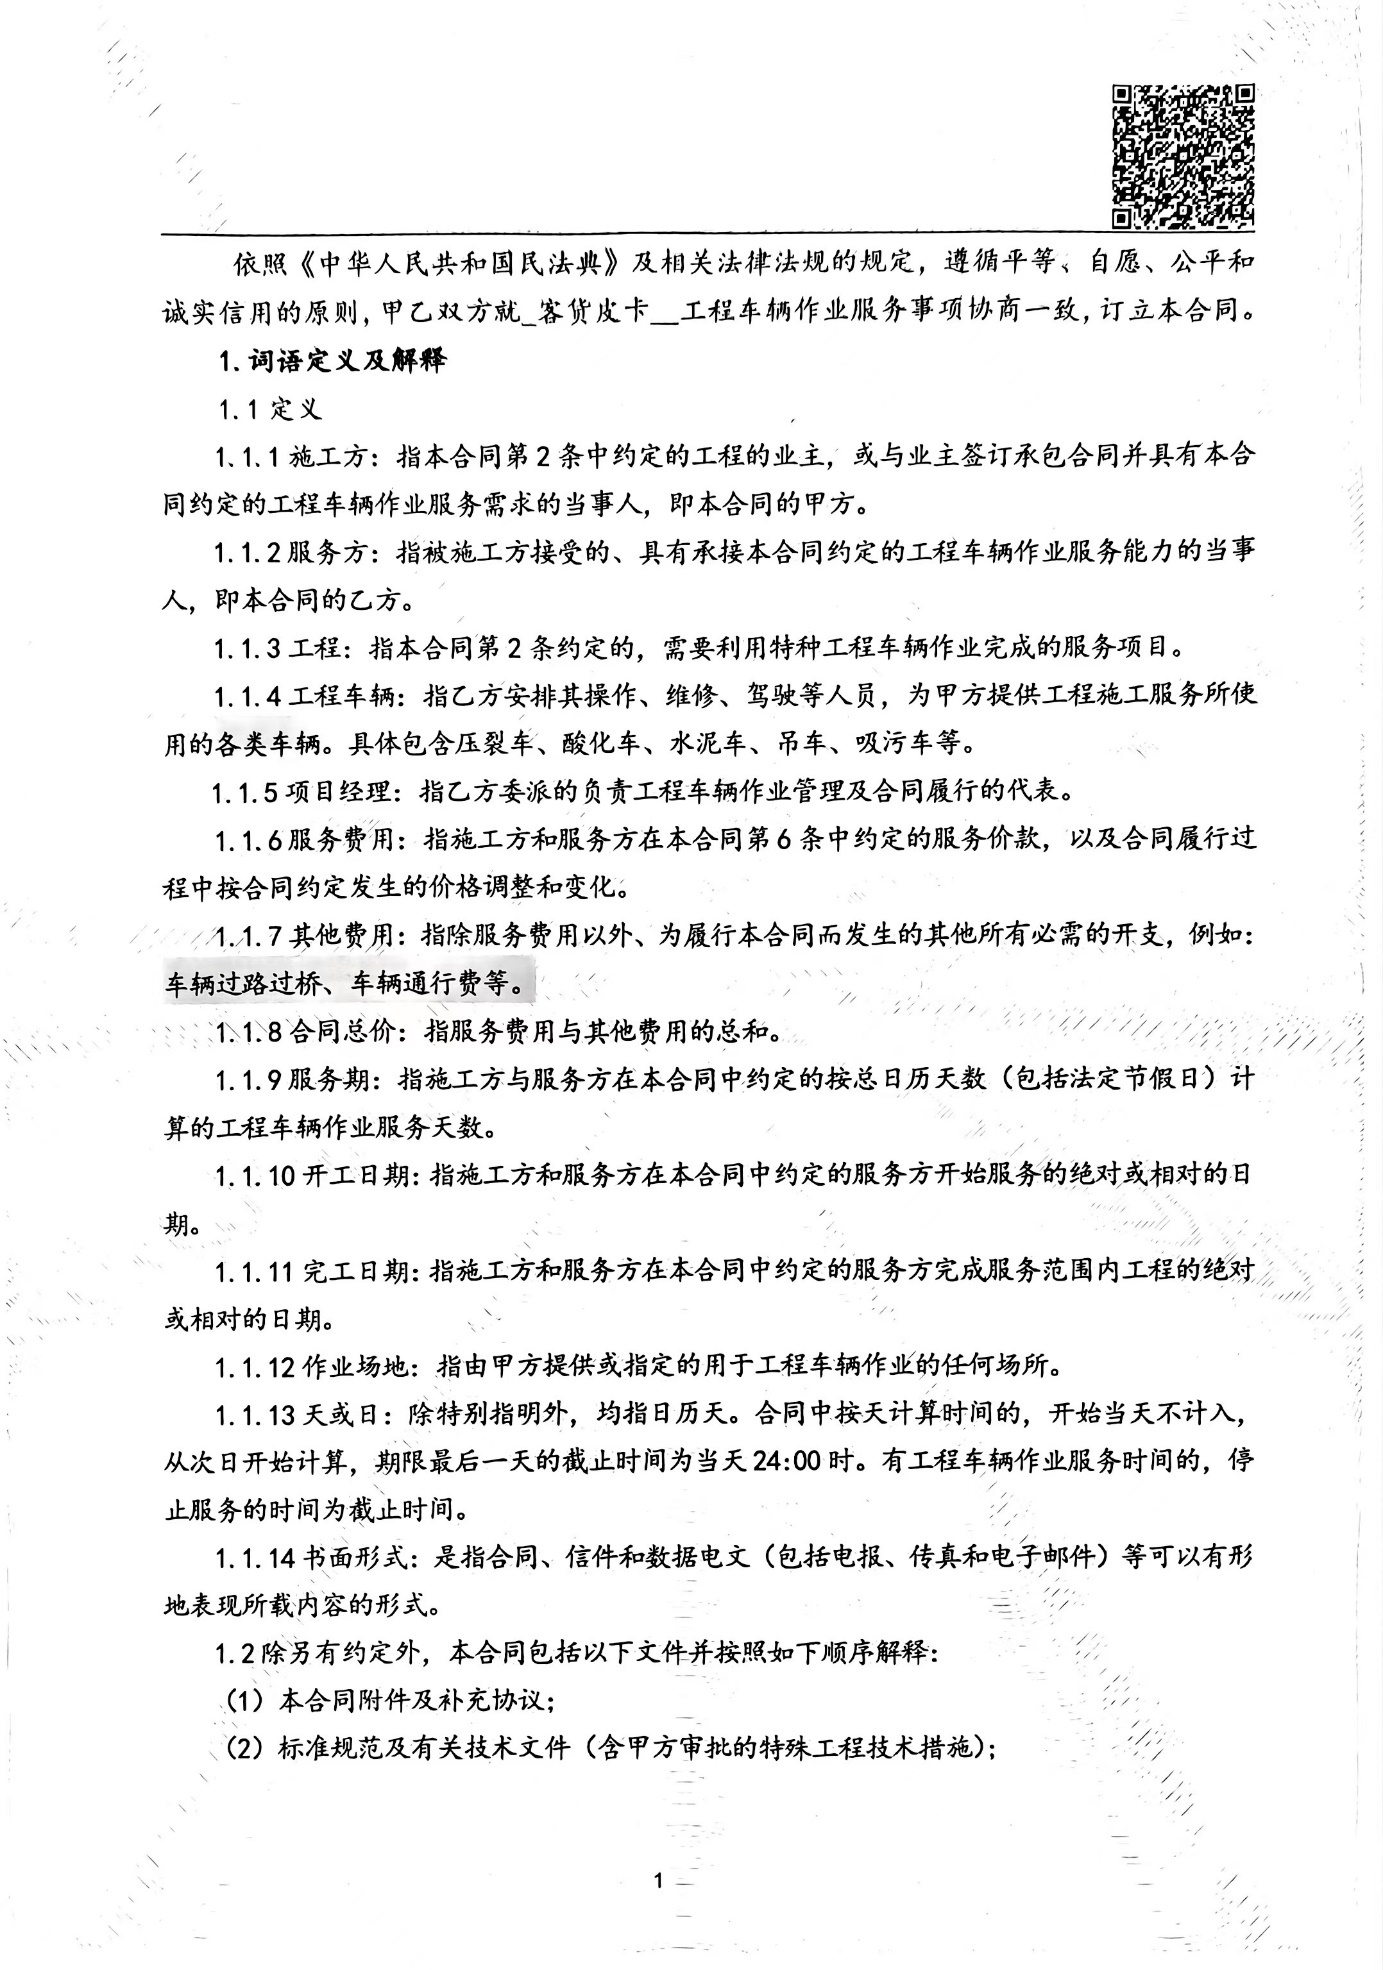 依照《中华人民共和国民法典》及相关法律法规的规定，遵循平等、自愿、公平和
诚实信用的原则，甲乙双方就_客货皮卡__工程车辆作业服务事项协商一致，订立本合同。
1.词语定义及解释
1.1 定义
1.1.1 施工方：指本合同第 2 条中约定的工程的业主，或与业主签订承包合同并具有本合
同约定的工程车辆作业服务需求的当事人，即本合同的甲方。
1.1.2 服务方：指被施工方接受的、具有承接本合同约定的工程车辆作业服务能力的当事
人，即本合同的乙方。
1.1.3 工程：指本合同第 2 条约定的，需要利用特种工程车辆作业完成的服务项目。
1.1.4 工程车辆：指乙方安排其操作、维修、驾驶等人员，为甲方提供工程施工服务所使
用的各类车辆。具体包含压裂车、酸化车、水泥车、吊车、吸污车等。
1.1.5 项目经理：指乙方委派的负责工程车辆作业管理及合同履行的代表。
1.1.6 服务费用：指施工方和服务方在本合同第 6 条中约定的服务价款，以及合同履行过
程中按合同约定发生的价格调整和变化。
1.1.7 其他费用：指除服务费用以外、为履行本合同而发生的其他所有必需的开支，例如：
车辆过路过桥、车辆通行费等。
1.1.8 合同总价：指服务费用与其他费用的总和。
1.1.9 服务期：指施工方与服务方在本合同中约定的按总日历天数（包括法定节假日）计
算的工程车辆作业服务天数。
1.1.10 开工日期：指施工方和服务方在本合同中约定的服务方开始服务的绝对或相对的日
期。
1.1.11 完工日期：指施工方和服务方在本合同中约定的服务方完成服务范围内工程的绝对
或相对的日期。
1.1.12 作业场地：指由甲方提供或指定的用于工程车辆作业的任何场所。
1.1.13 天或日：除特别指明外，均指日历天。合同中按天计算时间的，开始当天不计入，
从次日开始计算，期限最后一天的截止时间为当天 24:00 时。有工程车辆作业服务时间的，停
止服务的时间为截止时间。
1.1.14 书面形式：是指合同、信件和数据电文（包括电报、传真和电子邮件）等可以有形
地表现所载内容的形式。
1.2 除另有约定外，本合同包括以下文件并按照如下顺序解释：
（1）本合同附件及补充协议；
（2）标准规范及有关技术文件（含甲方审批的特殊工程技术措施）；
1